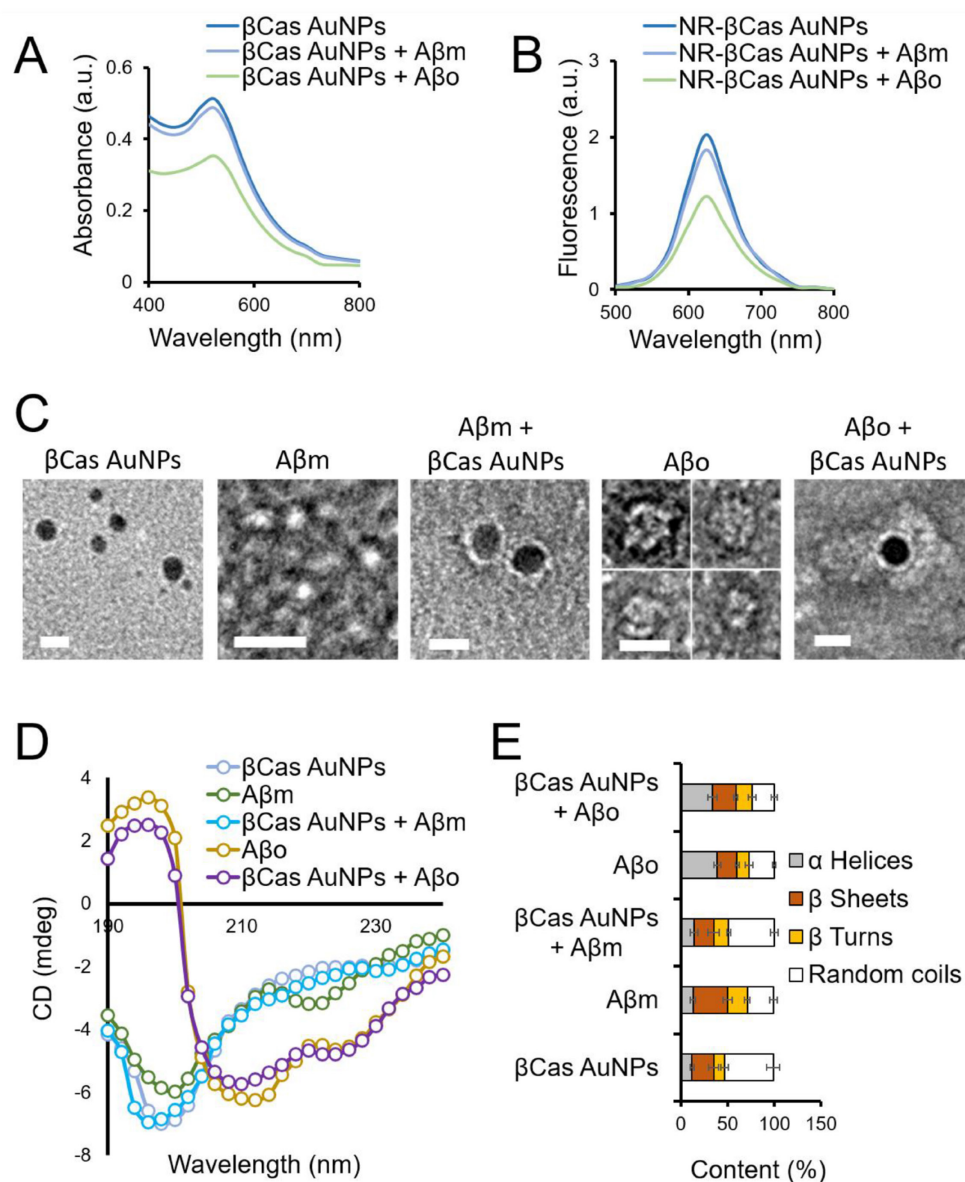 A
βCas AuNPs
βCas AuNPs + Aβm
βCas AuNPs + Aβo
Absorbance (a.u.)
0.6
0.4
0.2
0
400
600
800
Wavelength (nm)
B
NR-βCas AuNPs
NR-βCas AuNPs + Aβm
NR-βCas AuNPs + Aβo
Fluorescence (a.u.)
3
2
1
0
500
600
700
800
Wavelength (nm)
C
βCas AuNPs
Aβm
Aβm +
βCas AuNPs
Aβo
Aβo +
βCas AuNPs
D
βCas AuNPs
Aβm
βCas AuNPs + Aβm
Aβo
βCas AuNPs + Aβo
CD (mdeg)
4
2
0
-2
-4
-6
-8
190
210
230
Wavelength (nm)
E
βCas AuNPs
+ Aβo
Aβo
βCas AuNPs
+ Aβm
Aβm
βCas AuNPs
α Helices
β Sheets
β Turns
Random coils
0
50
100
150
Content (%)